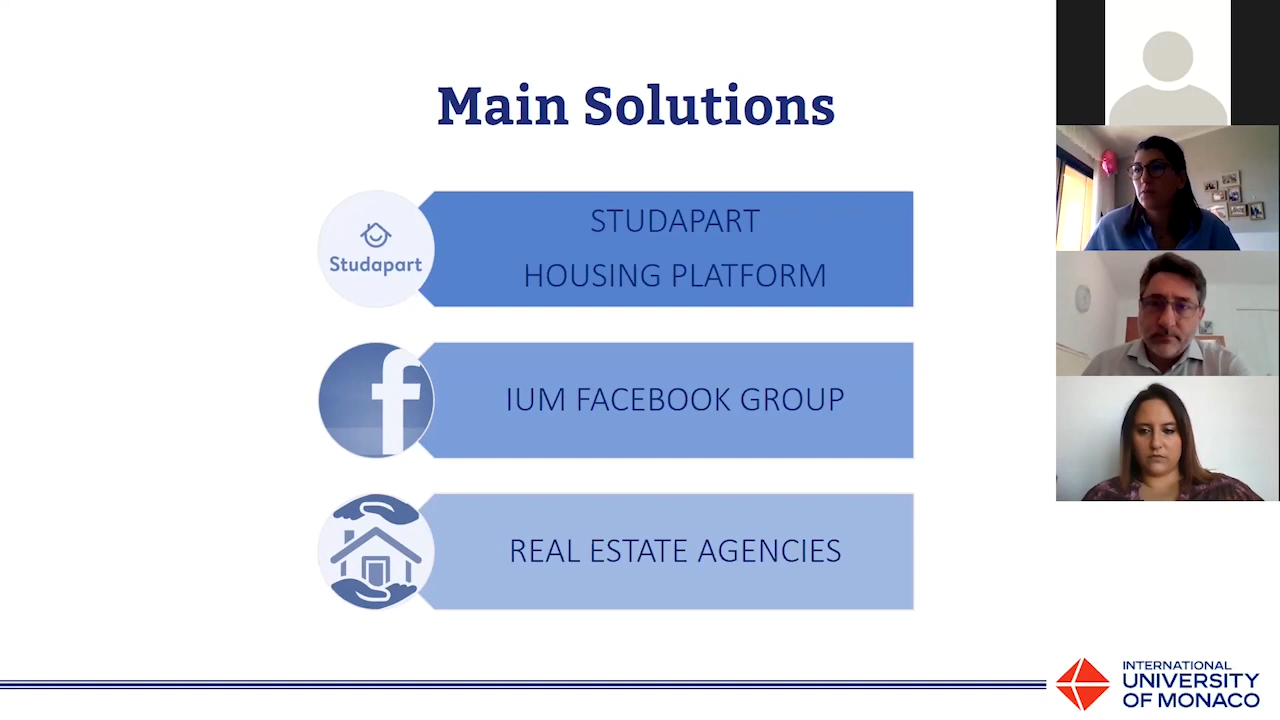 Main Solutions
Studapart
STUDAPART
HOUSING PLATFORM
f
IUM FACEBOOK GROUP
REAL ESTATE AGENCIES
INTERNATIONAL
UNIVERSITY
OF MONACO